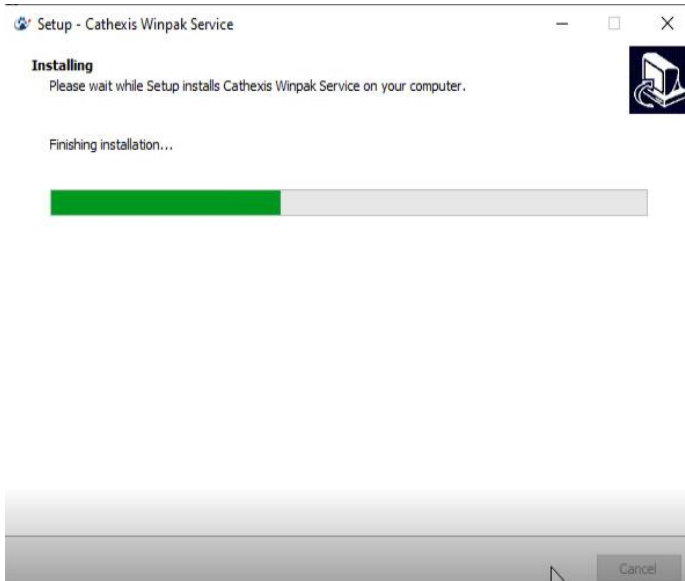 Setup - Cathexis Winpak Service
Installing
Please wait while Setup installs Cathexis Winpak Service on your computer.
Finishing installation...
Cancel